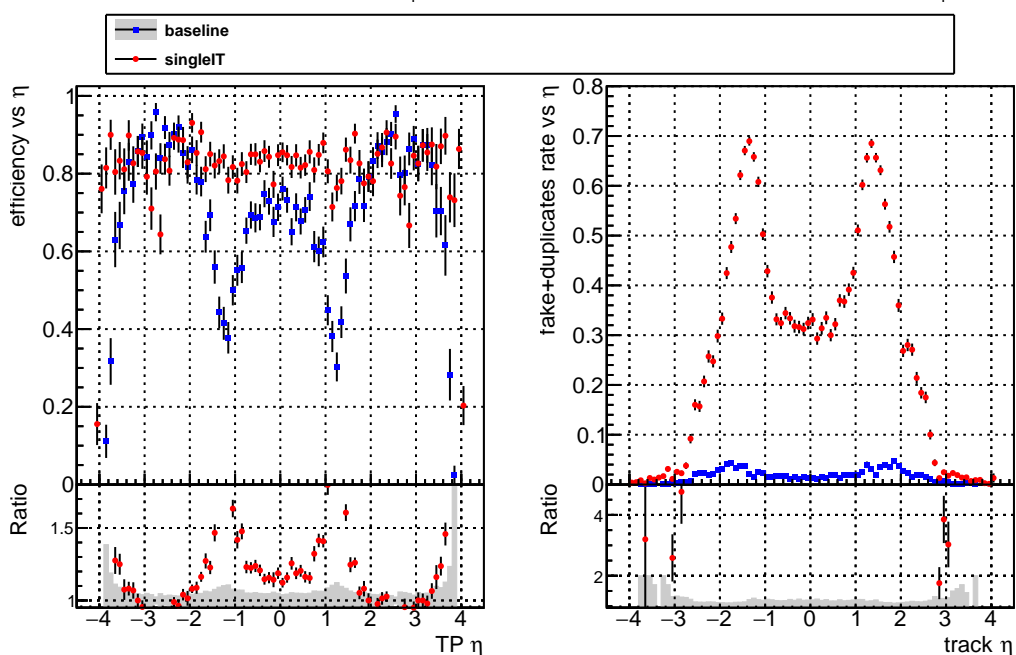 baseline
singleIT
efficiency vs η
1
0.8
0.6
0.4
0.2
0
Ratio
1.5
1
−4 −3 −2 −1 0 1 2 3 4
TP η
fake+duplicates rate vs η
0.8
0.7
0.6
0.5
0.4
0.3
0.2
0.1
0
Ratio
4
2
−4 −3 −2 −1 0 1 2 3 4
track η